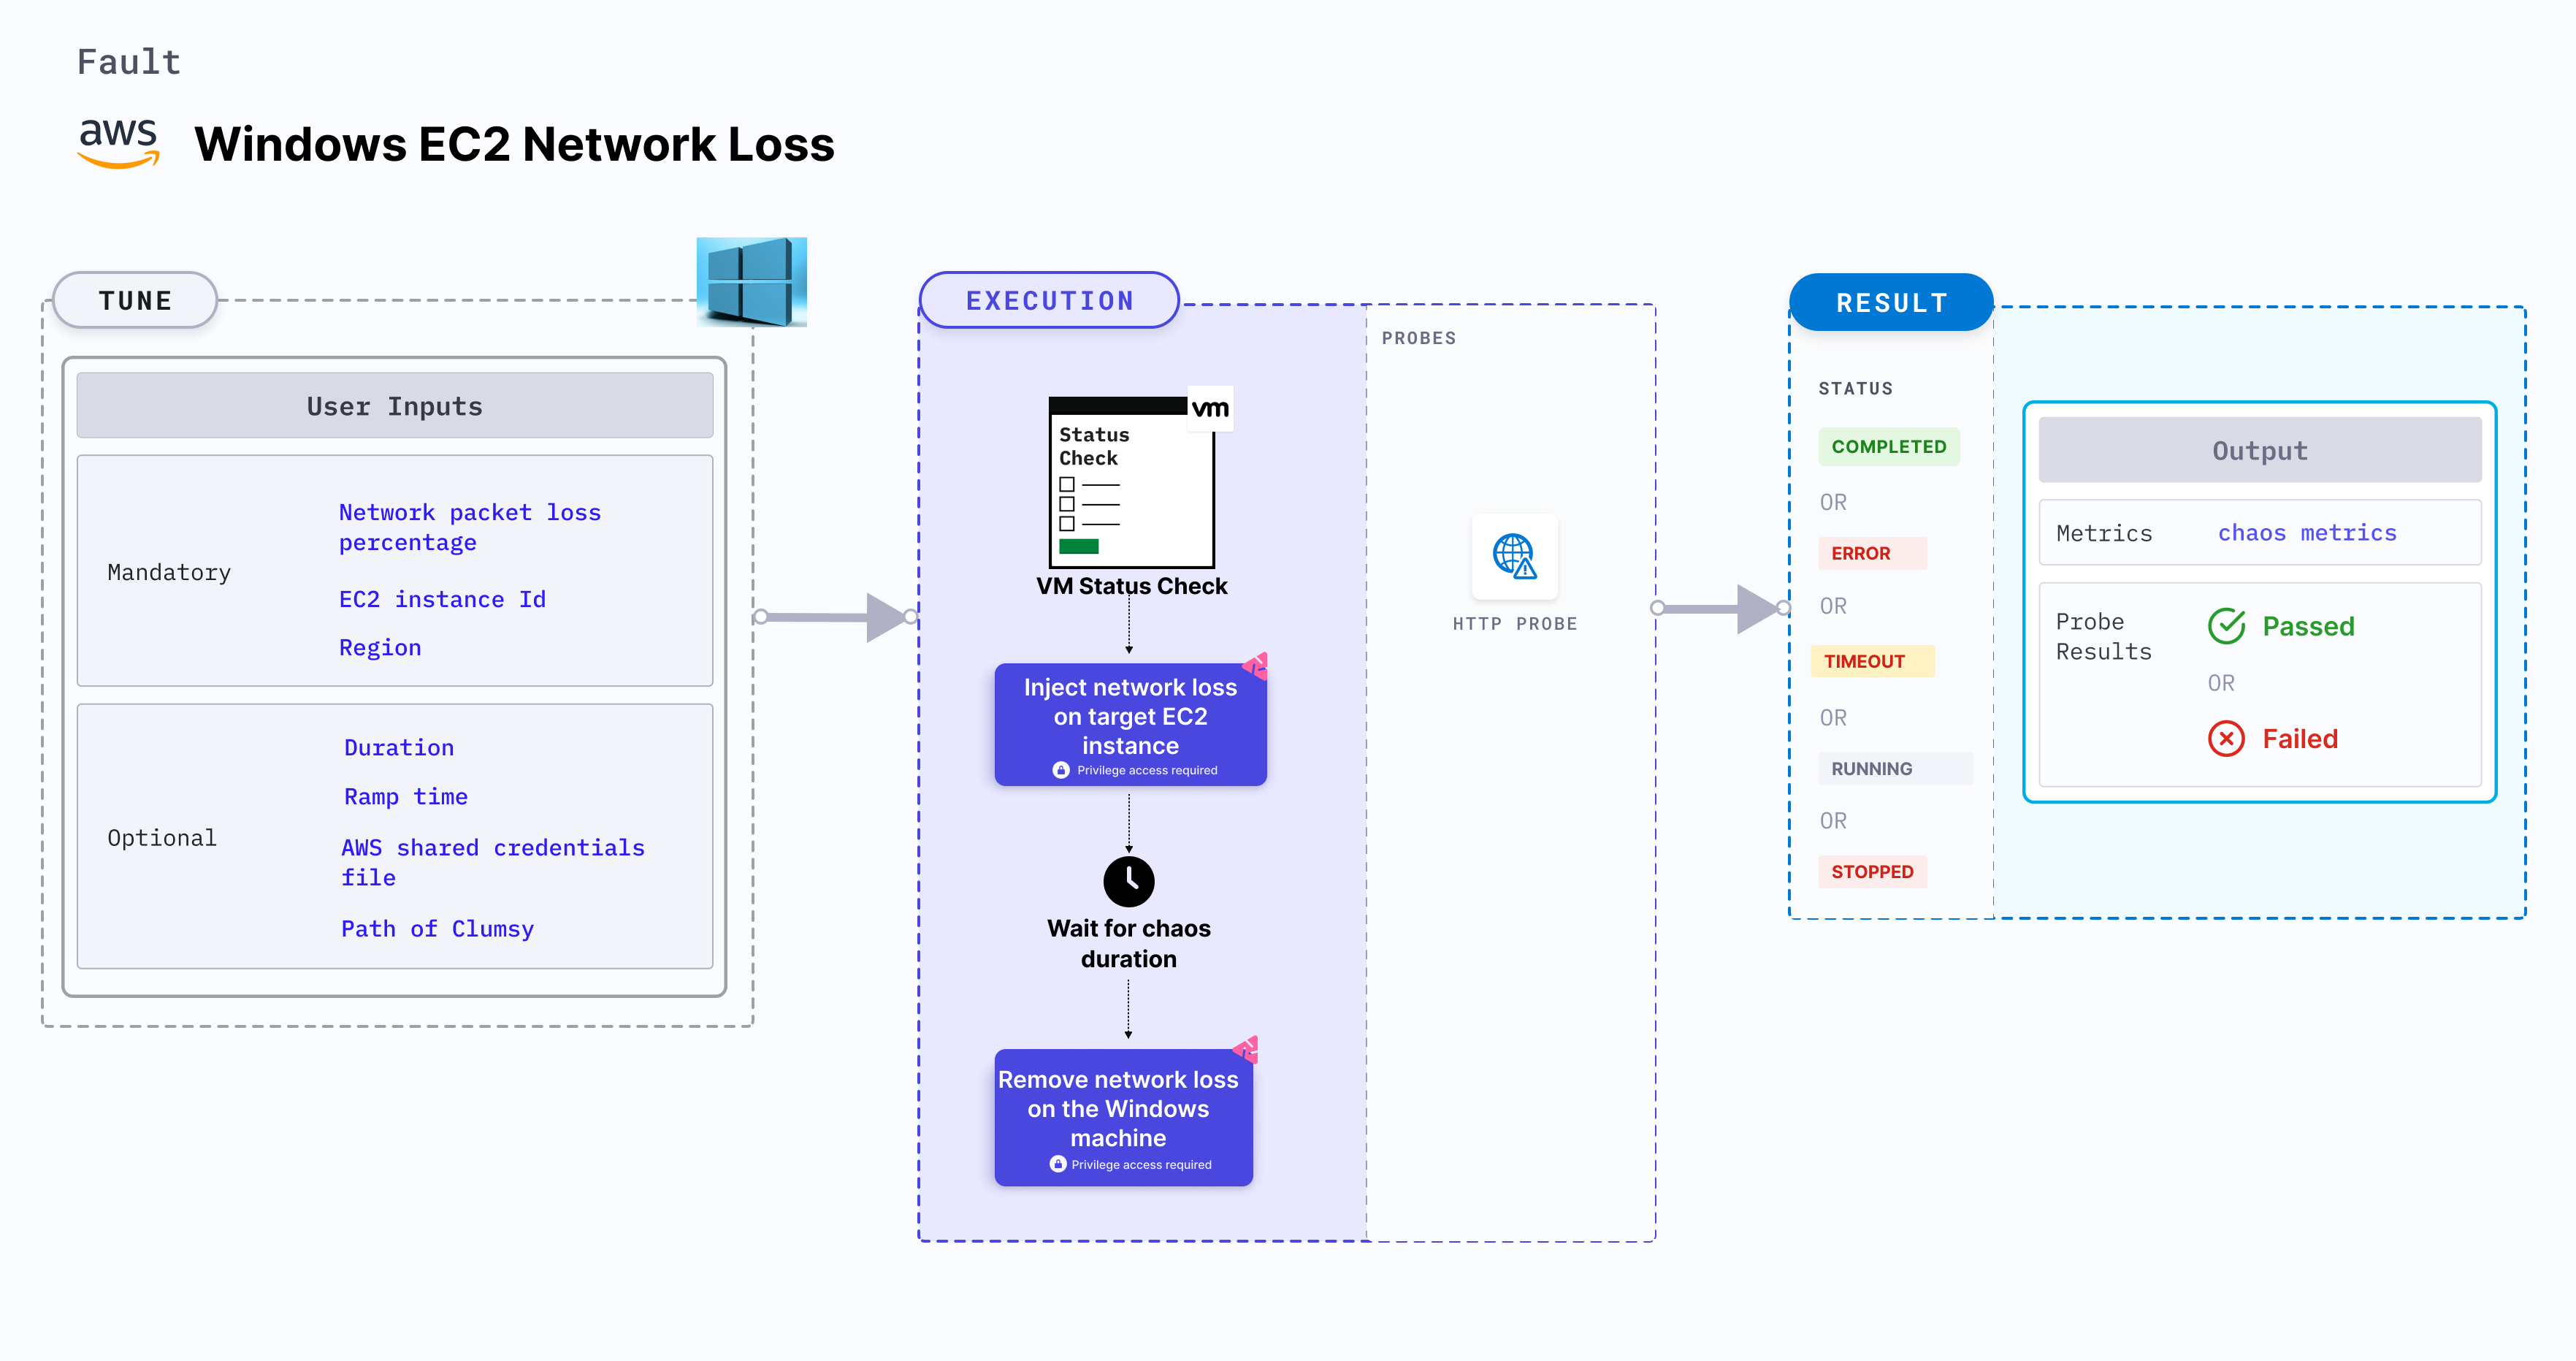 Fault
aws
Windows EC2 Network Loss
TUNE
User Inputs
Mandatory
Network packet loss
percentage
EC2 instance Id
Region
Optional
Duration
Ramp time
AWS shared credentials
file
Path of Clumsy
EXECUTION
vm
Status
Check
VM Status Check
Inject network loss
on target EC2
instance
Privilege access required
Wait for chaos
duration
Remove network loss
on the Windows
machine
Privilege access required
PROBES
HTTP PROBE
RESULT
STATUS
COMPLETED
OR
ERROR
OR
TIMEOUT
OR
RUNNING
OR
STOPPED
Output
Metrics
chaos metrics
Probe
Results
Passed
OR
Failed